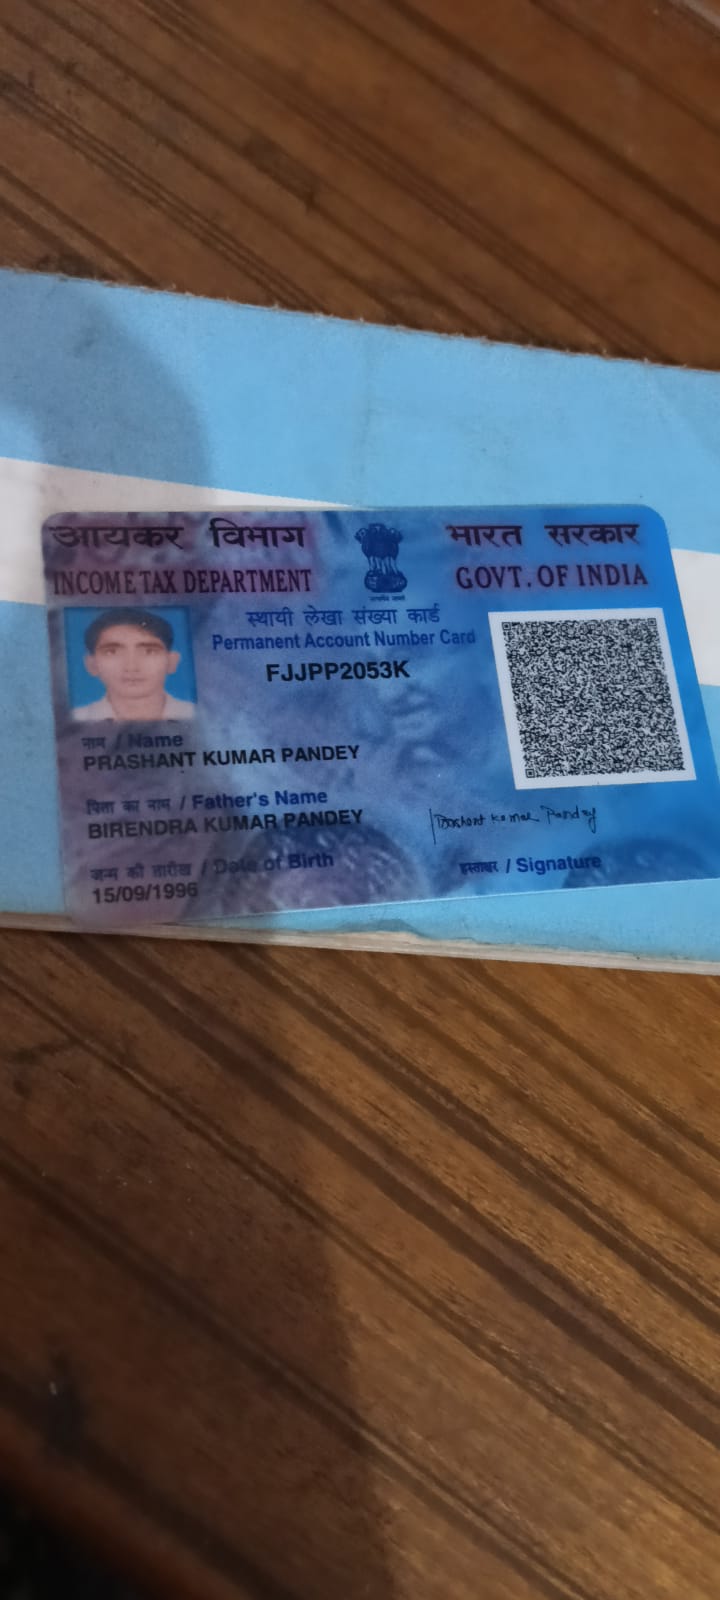 आयकर विभाग
INCOME TAX DEPARTMENT
भारत सरकार
GOVT. OF INDIA
स्थायी लेखा संख्या कार्ड
Permanent Account Number Card
FJJPP2053K
नाम / Name
PRASHANT KUMAR PANDEY
पिता का नाम / Father's Name
BIRENDRA KUMAR PANDEY
जन्म की तारीख / Date of Birth
15/09/1996
Prashant Kumar Pandey
हस्ताक्षर / Signature